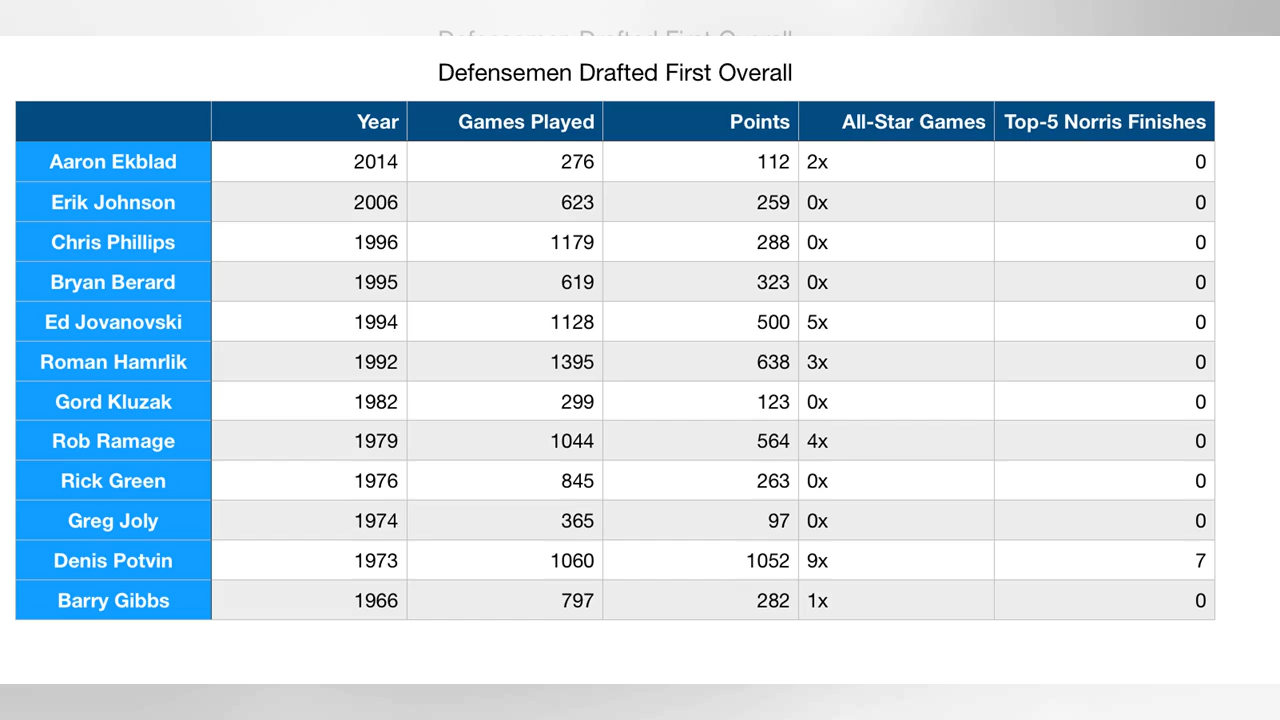 Defensemen Drafted First Overall
Defensemen Drafted First Overall
Year Games Played Points All-Star Games Top-5 Norris Finishes
Aaron Ekblad 2014 276 112 2x 0
Erik Johnson 2006 623 259 0x 0
Chris Phillips 1996 1179 288 0x 0
Bryan Berard 1995 619 323 0x 0
Ed Jovanovski 1994 1128 500 5x 0
Roman Hamrlik 1992 1395 638 3x 0
Gord Kluzak 1982 299 123 0x 0
Rob Ramage 1979 1044 564 4x 0
Rick Green 1976 845 263 0x 0
Greg Joly 1974 365 97 0x 0
Denis Potvin 1973 1060 1052 9x 7
Barry Gibbs 1966 797 282 1x 0